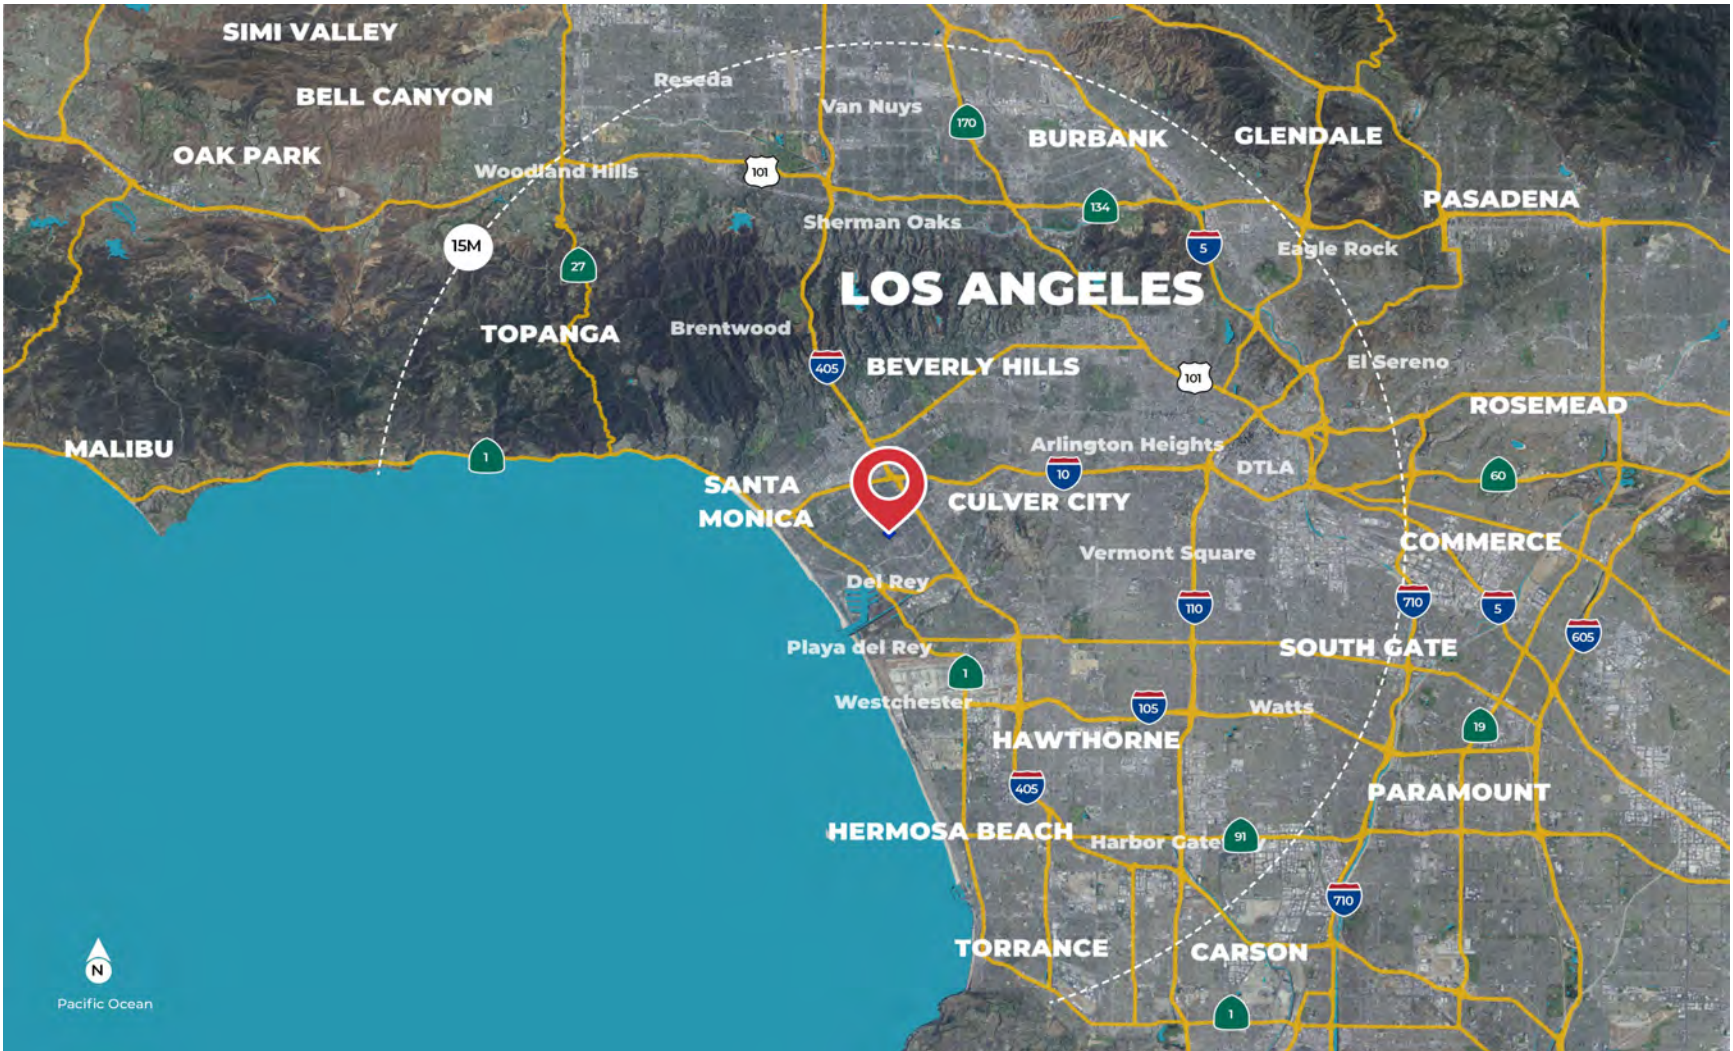 SIMI VALLEY
Reseda
BELL CANYON
Van Nuys
170
BURBANK
GLENDALE
OAK PARK
Woodland Hills
101
PASADENA
134
Sherman Oaks
15M
5
Eagle Rock
27
LOS ANGELES
TOPANGA
Brentwood
405
BEVERLY HILLS
101
El Sereno
ROSEMEAD
MALIBU
1
Arlington Heights
10
DTLA
60
SANTA
MONICA
CULVER CITY
COMMERCE
Vermont Square
Del Rey
110
710
5
605
Playa del Rey
SOUTH GATE
1
Westchester
105
Watts
19
HAWTHORNE
405
PARAMOUNT
HERMOSA BEACH
Harbor Gate
91
710
TORRANCE
CARSON
N
Pacific Ocean
1